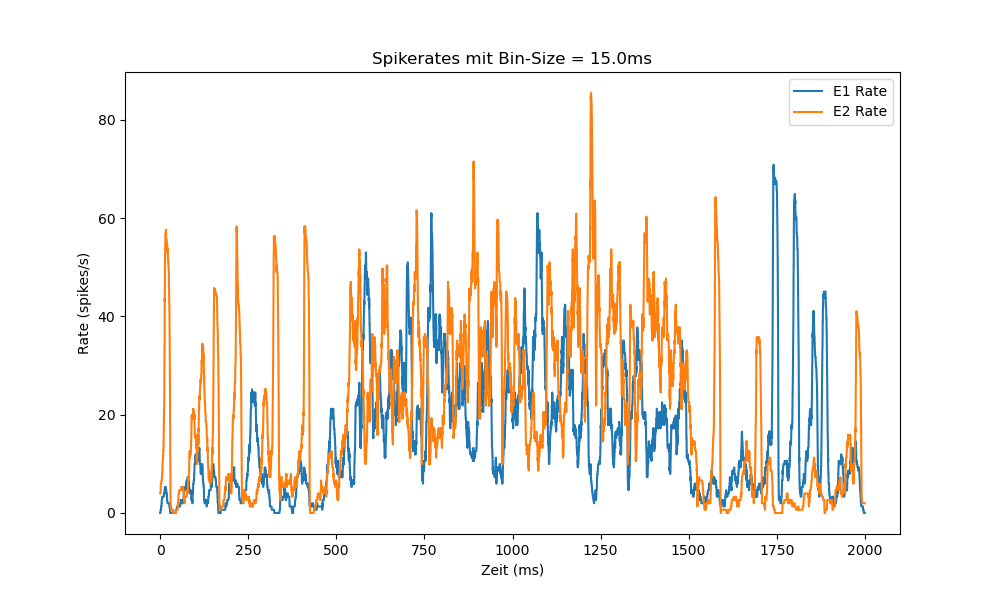 Spikerates mit Bin-Size = 15.0ms
E1 Rate
E2 Rate
Rate (spikes/s)
80
60
40
20
0
0 250 500 750 1000 1250 1500 1750 2000
Zeit (ms)